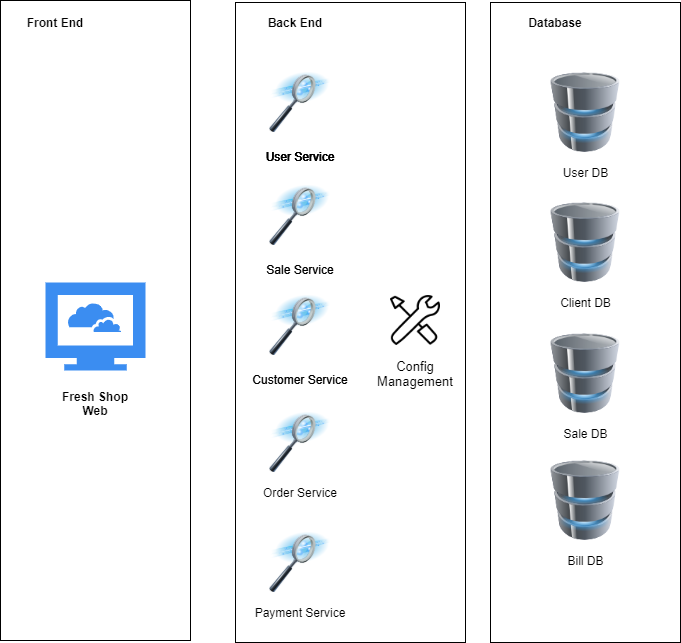 Front End
Fresh Shop
Web
Back End
User Service
Sale Service
Customer Service
Order Service
Payment Service
Config
Management
Database
User DB
Client DB
Sale DB
Bill DB